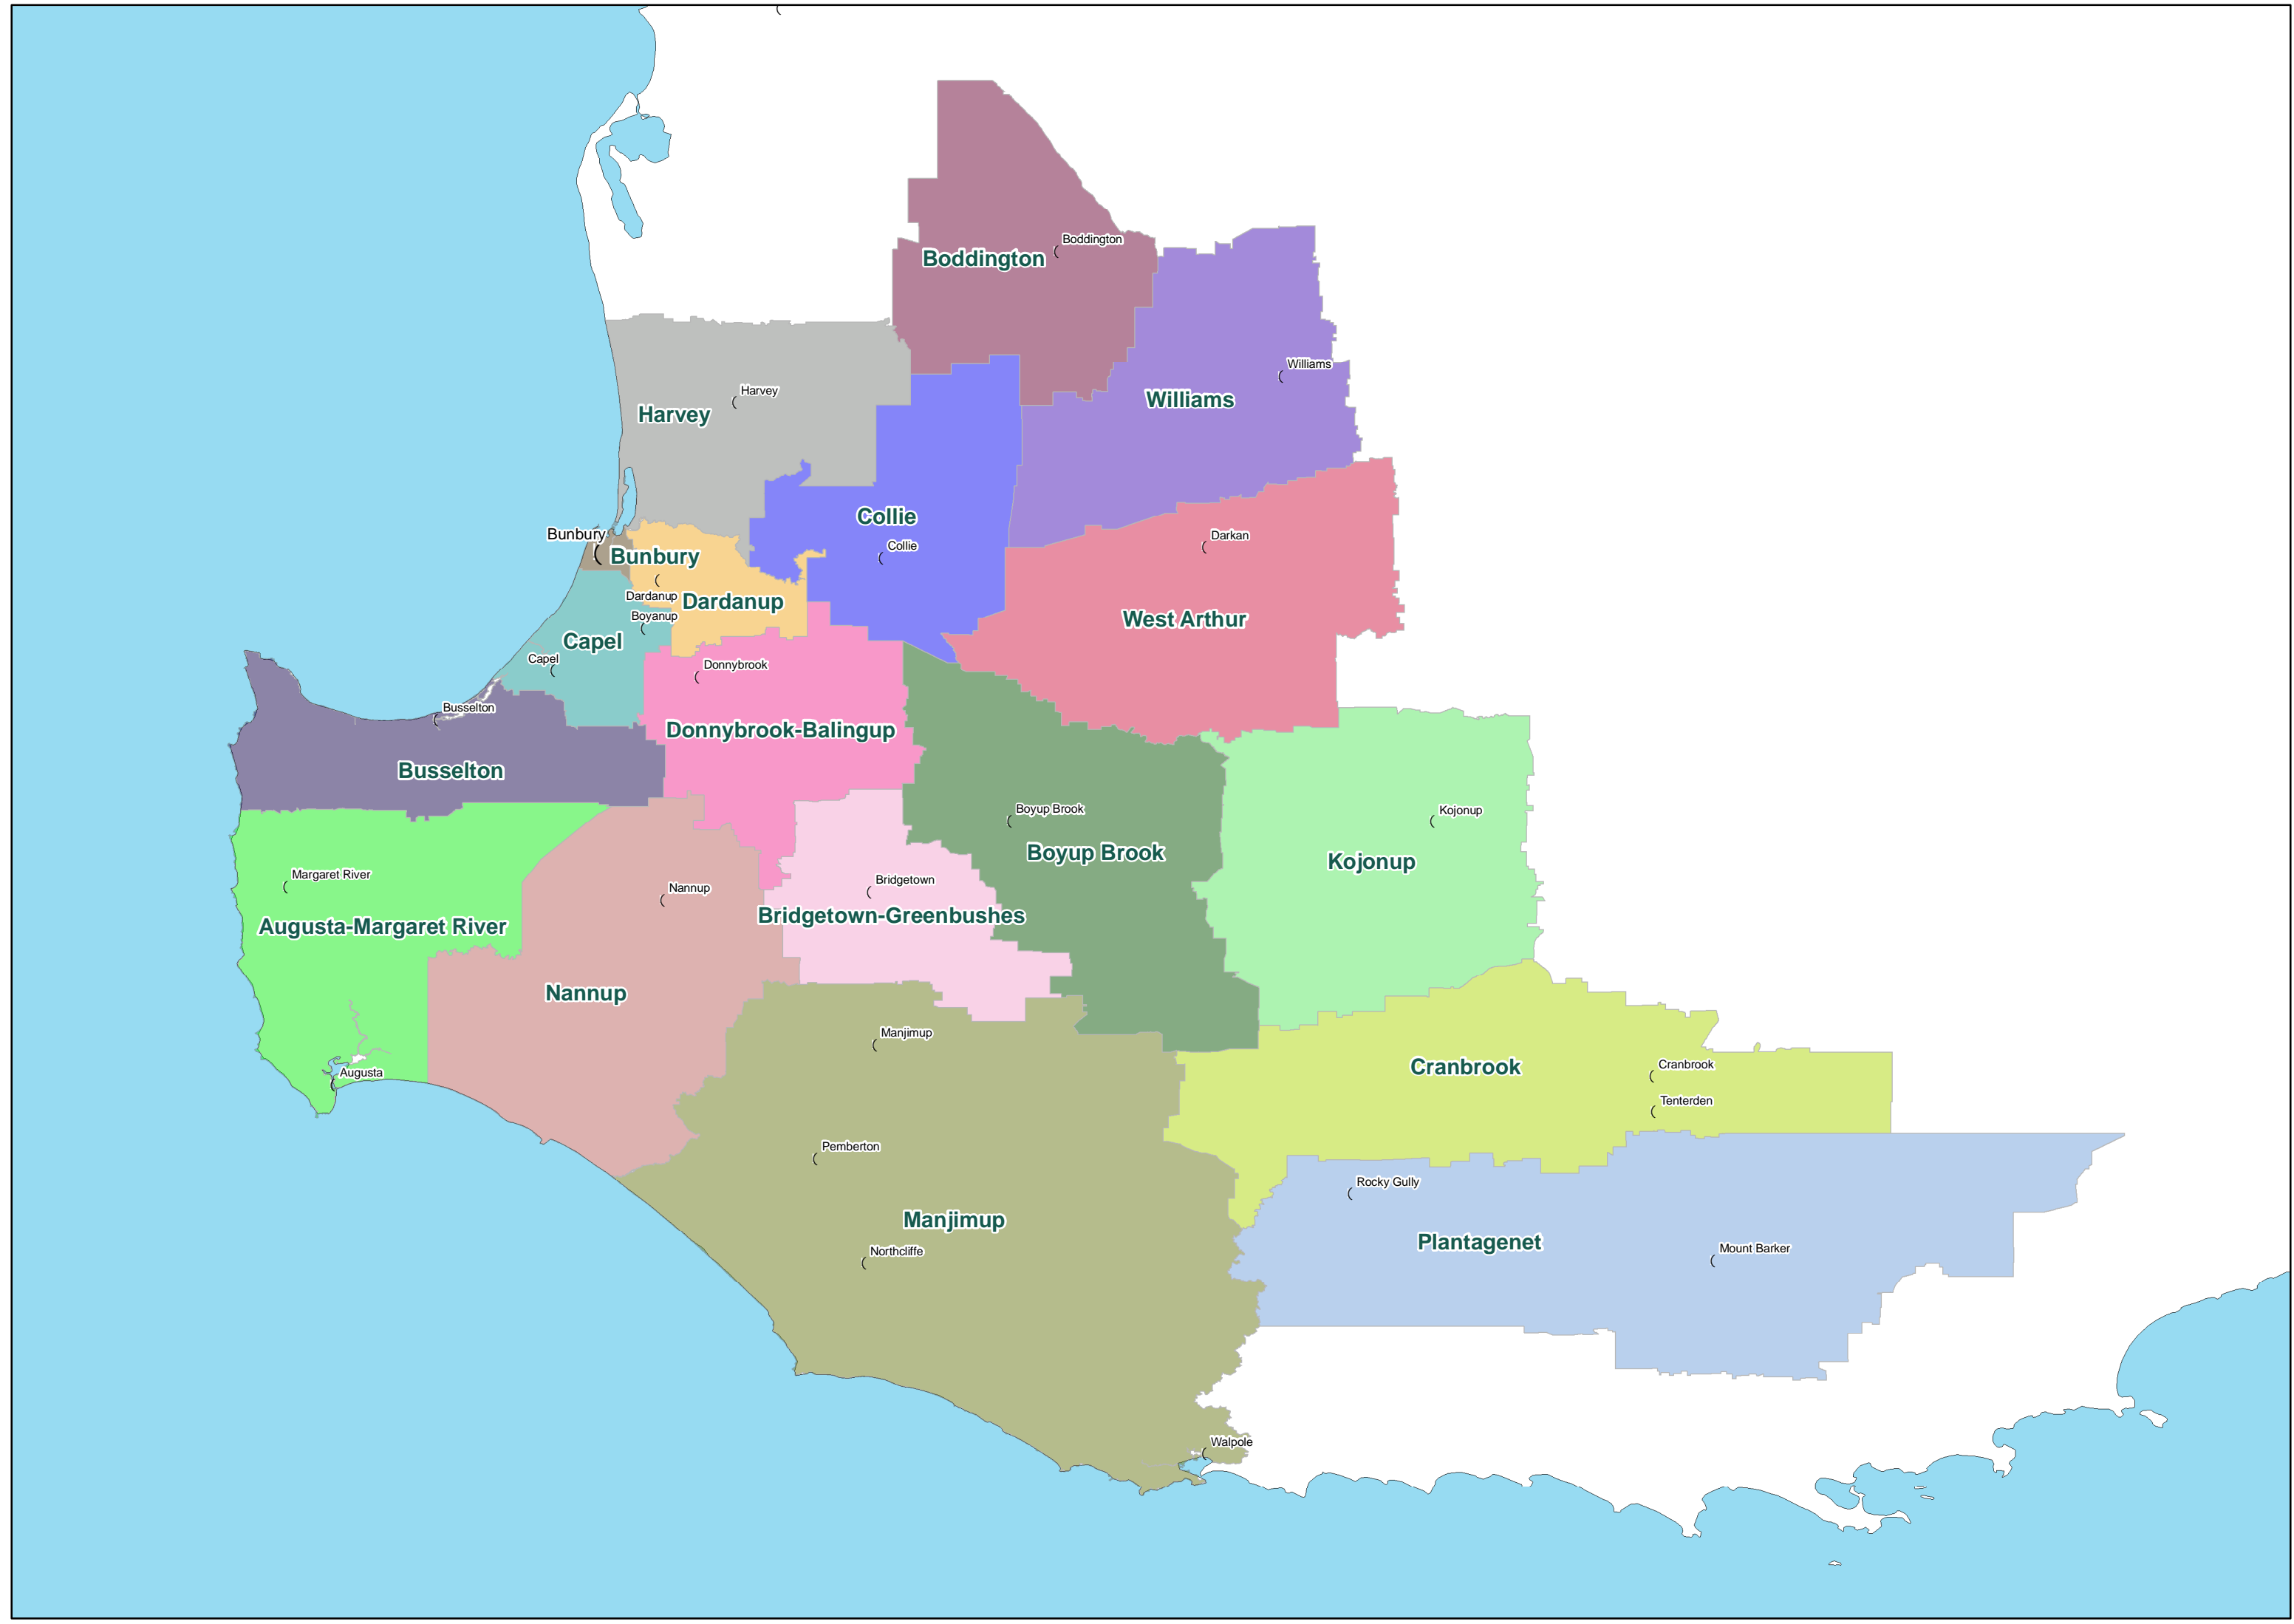 Boddington
Boddington
Williams
Williams
Harvey
Harvey
Collie
Collie
Bunbury
Bunbury
Darkan
West Arthur
Dardanup
Dardanup
Boyanup
Capel
Capel
Donnybrook
Donnybrook-Balingup
Busselton
Busselton
Boyup Brook
Boyup Brook
Kojonup
Kojonup
Margaret River
Augusta-Margaret River
Nannup
Nannup
Bridgetown
Bridgetown-Greenbushes
Manjimup
Augusta
Cranbrook
Cranbrook
Tenterden
Pemberton
Rocky Gully
Manjimup
Northcliffe
Plantagenet
Mount Barker
Walpole